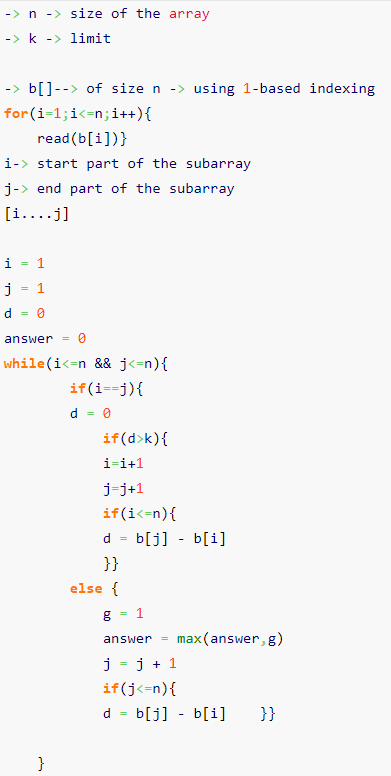 -> n -> size of the array
-> k -> limit
-> b[]--> of size n -> using 1-based indexing
for(i=1;i<=n;i++){
read(b[i])}
i-> start part of the subarray
j-> end part of the subarray
[i....j]
i = 1
j = 1
d = 0
answer = 0
while(i<=n && j<=n){
if(i==j){
d = 0
if(d>k){
i=i+1
j=j+1
if(i<=n){
d = b[j] - b[i]
}}
else {
g = 1
answer = max(answer,g)
j = j + 1
if(j<=n){
d = b[j] - b[i]    }}
}